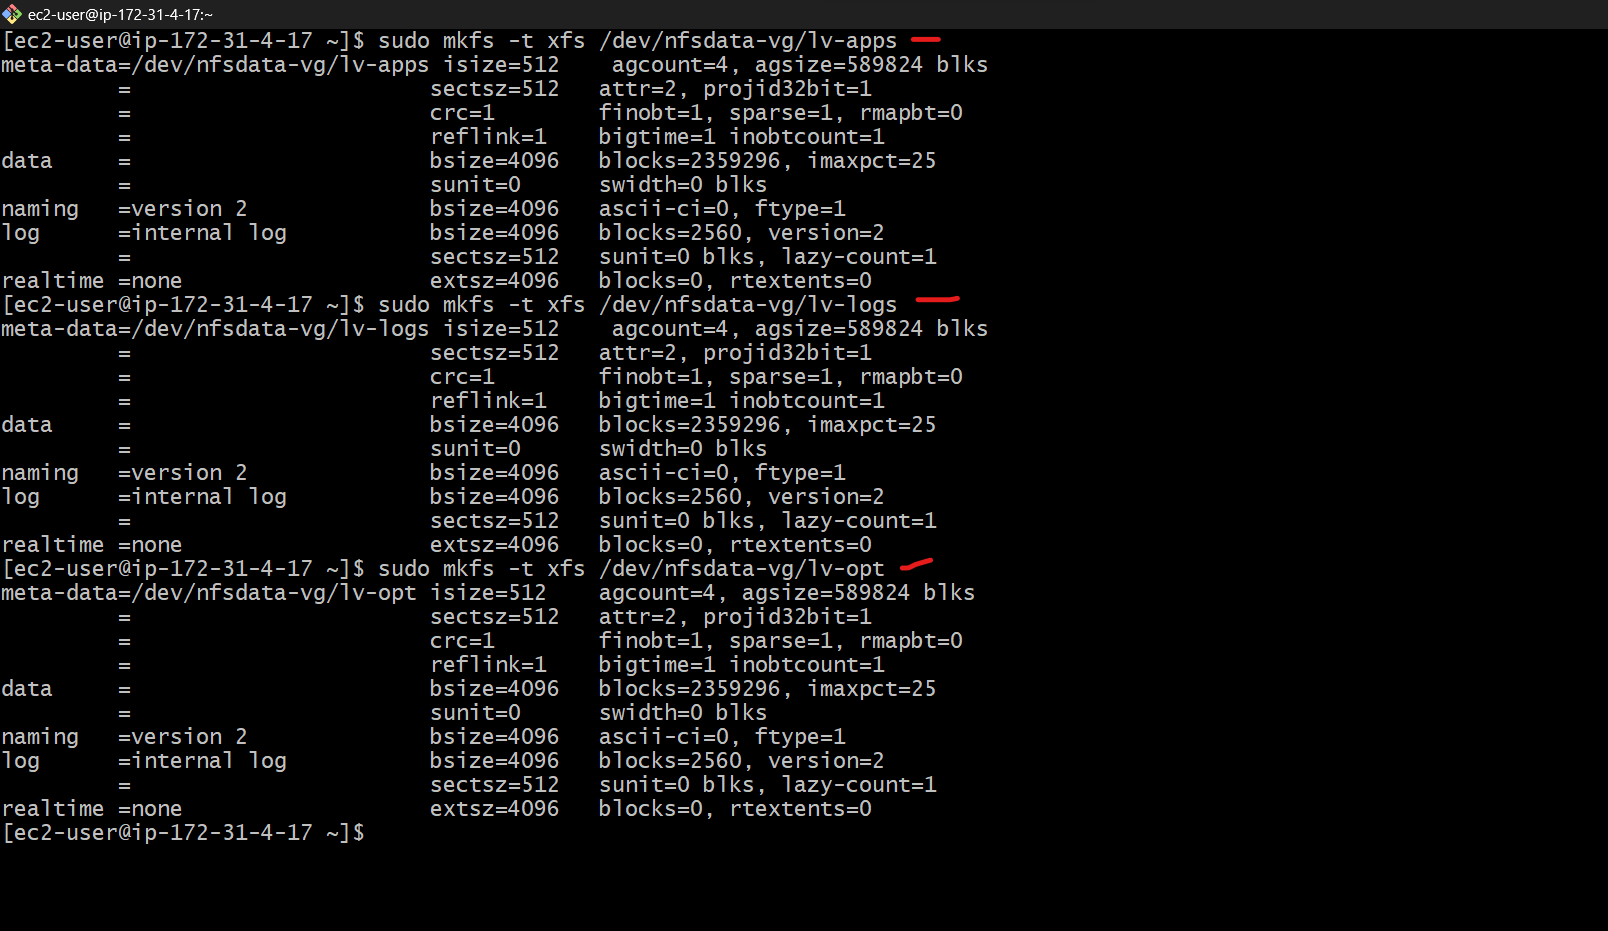 ec2-user@ip-172-31-4-17:~
[ec2-user@ip-172-31-4-17 ~]$ sudo mkfs -t xfs /dev/nfsdata-vg/lv-apps
meta-data=/dev/nfsdata-vg/lv-apps isize=512    agcount=4, agsize=589824 blks
         =                       sectsz=512   attr=2, projid32bit=1
         =                       crc=1        finobt=1, sparse=1, rmapbt=0
         =                       reflink=1    bigtime=1 inobtcount=1
data     =                       bsize=4096   blocks=2359296, imaxpct=25
         =                       sunit=0      swidth=0 blks
naming   =version 2              bsize=4096   ascii-ci=0, ftype=1
log      =internal log           bsize=4096   blocks=2560, version=2
         =                       sectsz=512   sunit=0 blks, lazy-count=1
realtime =none                   extsz=4096   blocks=0, rtextents=0
[ec2-user@ip-172-31-4-17 ~]$ sudo mkfs -t xfs /dev/nfsdata-vg/lv-logs
meta-data=/dev/nfsdata-vg/lv-logs isize=512    agcount=4, agsize=589824 blks
         =                       sectsz=512   attr=2, projid32bit=1
         =                       crc=1        finobt=1, sparse=1, rmapbt=0
         =                       reflink=1    bigtime=1 inobtcount=1
data     =                       bsize=4096   blocks=2359296, imaxpct=25
         =                       sunit=0      swidth=0 blks
naming   =version 2              bsize=4096   ascii-ci=0, ftype=1
log      =internal log           bsize=4096   blocks=2560, version=2
         =                       sectsz=512   sunit=0 blks, lazy-count=1
realtime =none                   extsz=4096   blocks=0, rtextents=0
[ec2-user@ip-172-31-4-17 ~]$ sudo mkfs -t xfs /dev/nfsdata-vg/lv-opt
meta-data=/dev/nfsdata-vg/lv-opt isize=512    agcount=4, agsize=589824 blks
         =                       sectsz=512   attr=2, projid32bit=1
         =                       crc=1        finobt=1, sparse=1, rmapbt=0
         =                       reflink=1    bigtime=1 inobtcount=1
data     =                       bsize=4096   blocks=2359296, imaxpct=25
         =                       sunit=0      swidth=0 blks
naming   =version 2              bsize=4096   ascii-ci=0, ftype=1
log      =internal log           bsize=4096   blocks=2560, version=2
         =                       sectsz=512   sunit=0 blks, lazy-count=1
realtime =none                   extsz=4096   blocks=0, rtextents=0
[ec2-user@ip-172-31-4-17 ~]$